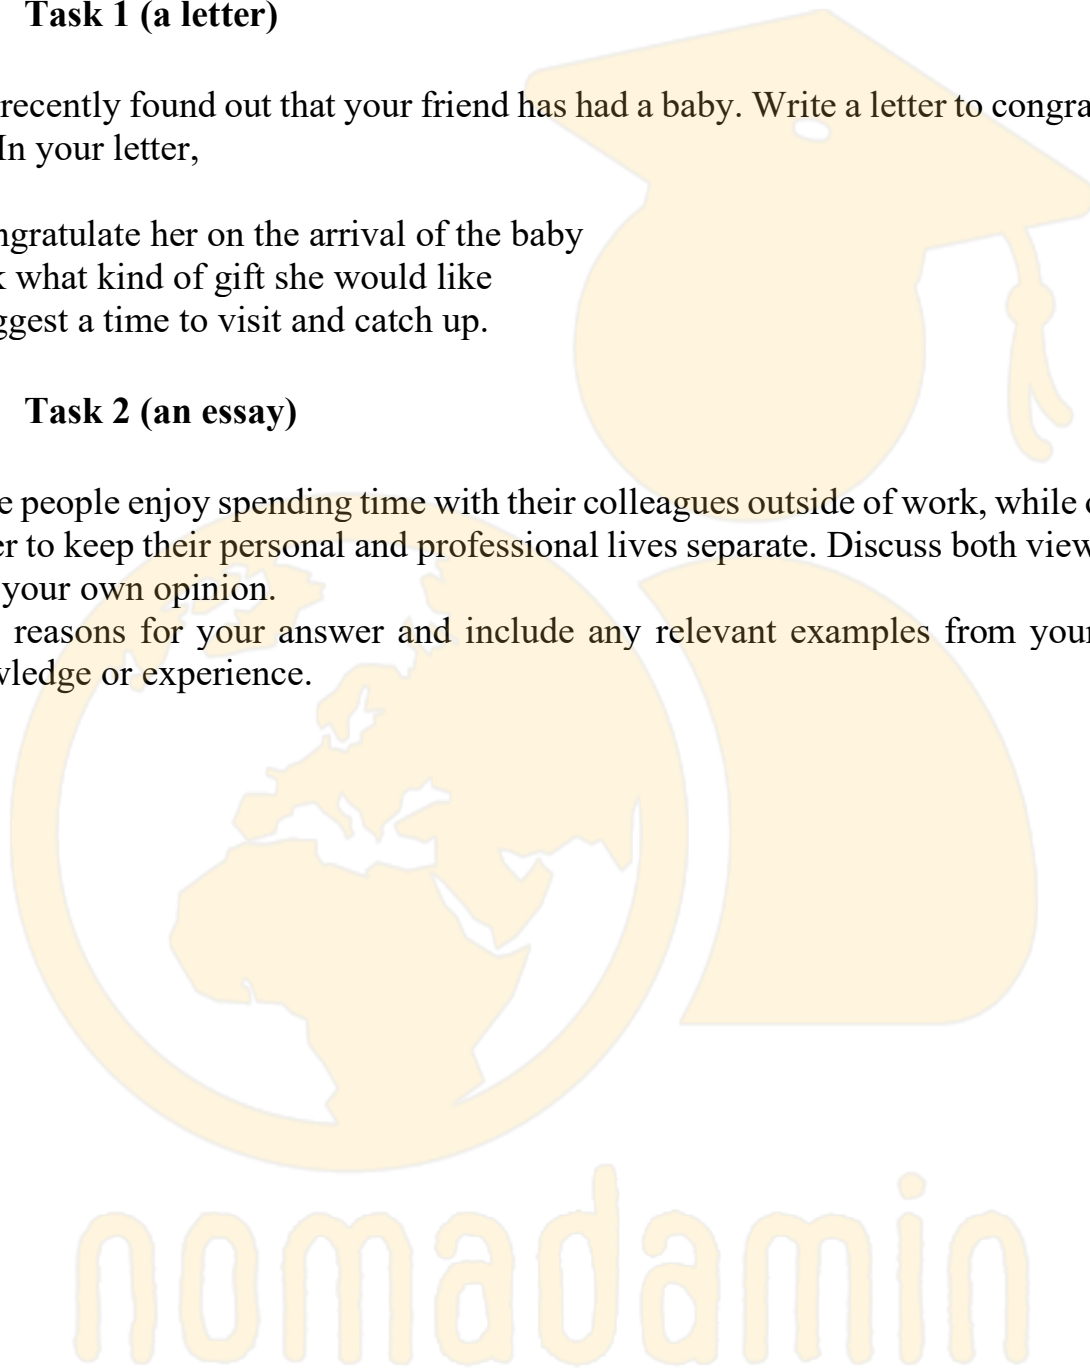 Task 1 (a letter)
recently found out that your friend has had a baby. Write a letter to congra
In your letter,
ngratulate her on the arrival of the baby
k what kind of gift she would like
ggest a time to visit and catch up.
Task 2 (an essay)
e people enjoy spending time with their colleagues outside of work, while
er to keep their personal and professional lives separate. Discuss both view
your own opinion.
reasons for your answer and include any relevant examples from your
wledge or experience.
nomadamin